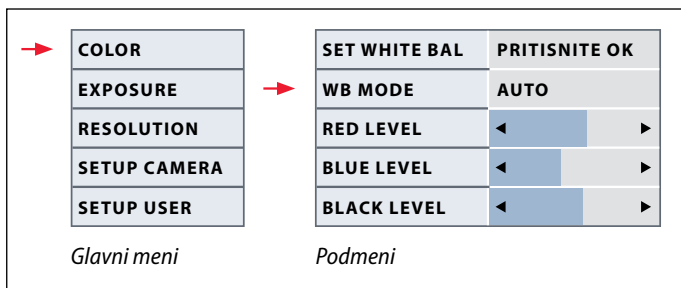 COLOR
EXPOSURE
RESOLUTION
SETUP CAMERA
SETUP USER
Glavni meni
SET WHITE BAL PRITISNITE OK
WB MODE AUTO
RED LEVEL
BLUE LEVEL
BLACK LEVEL
Podmeni